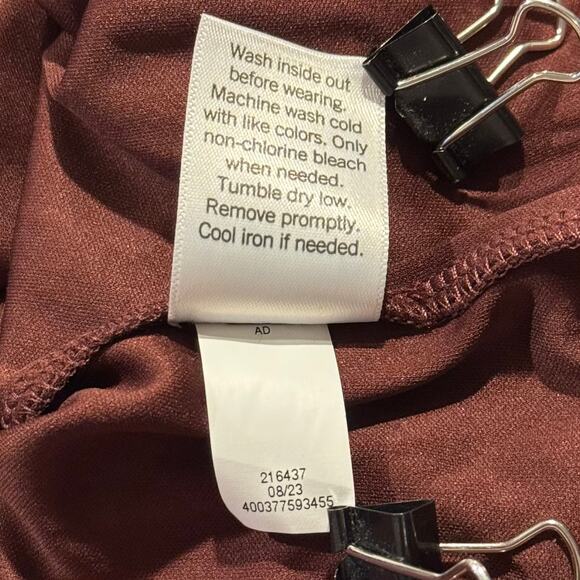 Wash inside out
before wearing.
Machine wash cold
with like colors. Only
non-chlorine bleach
when needed.
Tumble dry low.
Remove promptly.
Cool iron if needed.
AD
216437
08/23
400377593455